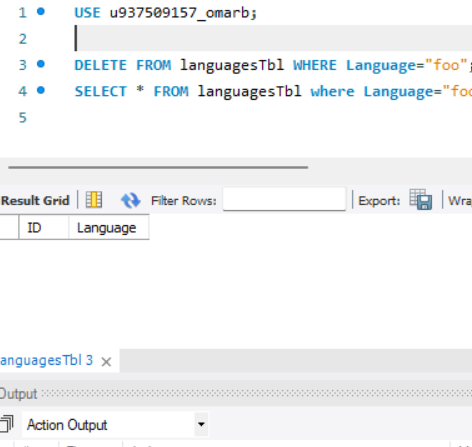 1 USE u937509157_omarb;
2
3 DELETE FROM languagesTbl WHERE Language="foo";
4 SELECT * FROM languagesTbl where Language="foo
5
Result Grid Filter Rows: Export: Wra
ID Language
anguagesTbl 3 ×
Output
Action Output